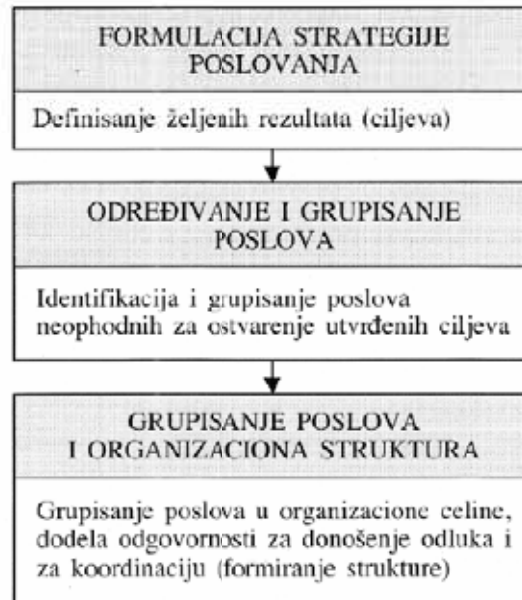 FORMULACIJA STRATEGIJE
POSLOVANJA
Definisanje željenih rezultata (ciljeva)
ODREĐIVANJE I GRUPISANJE
POSLOVA
Identifikacija i grupisanje poslova
neophodnih za ostvarenje utvrđenih ciljeva
GRUPISANJE POSLOVA
I ORGANIZACIONA STRUKTURA
Grupisanje poslova u organizacione celine,
dodela odgovornosti za donošenje odluka i
za koordinaciju (formiranje strukture)